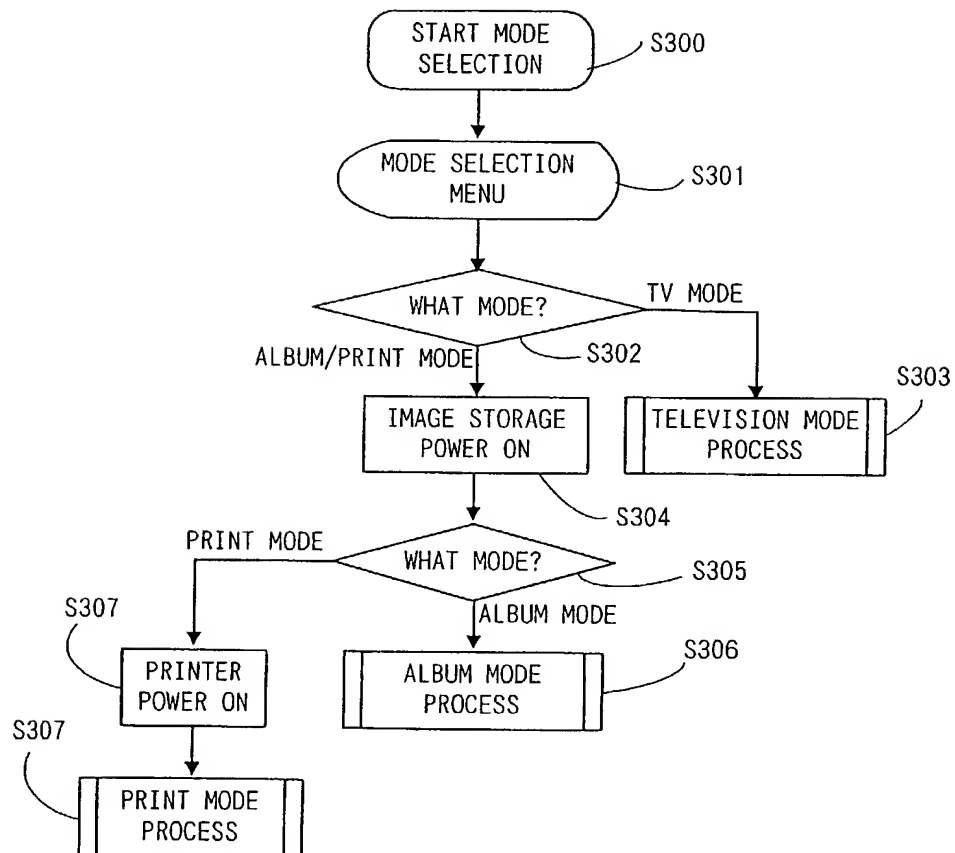 START MODE
SELECTION
S300
MODE SELECTION
MENU
S301
WHAT MODE?
TV MODE
S302
ALBUM/PRINT MODE
S303
IMAGE STORAGE
POWER ON
TELEVISION MODE
PROCESS
S304
PRINT MODE
WHAT MODE?
S305
ALBUM MODE
S307
PRINTER
POWER ON
ALBUM MODE
PROCESS
S306
S307
PRINT MODE
PROCESS